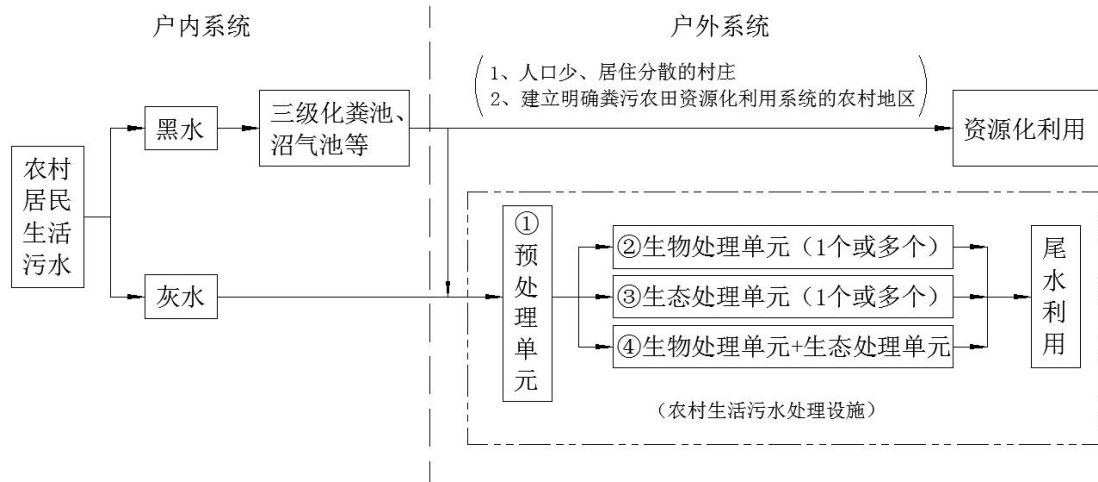 户内系统
户外系统
1、人口少、居住分散的村庄
2、建立明确粪污农田资源化利用系统的农村地区
农村
居民
生活
污水
黑水
三级化粪池、
沼气池等
资源化利用
灰水
①
预
处
理
单
元
②生物处理单元（1个或多个）
③生态处理单元（1个或多个）
④生物处理单元+生态处理单元
尾
水
利
用
（农村生活污水处理设施）